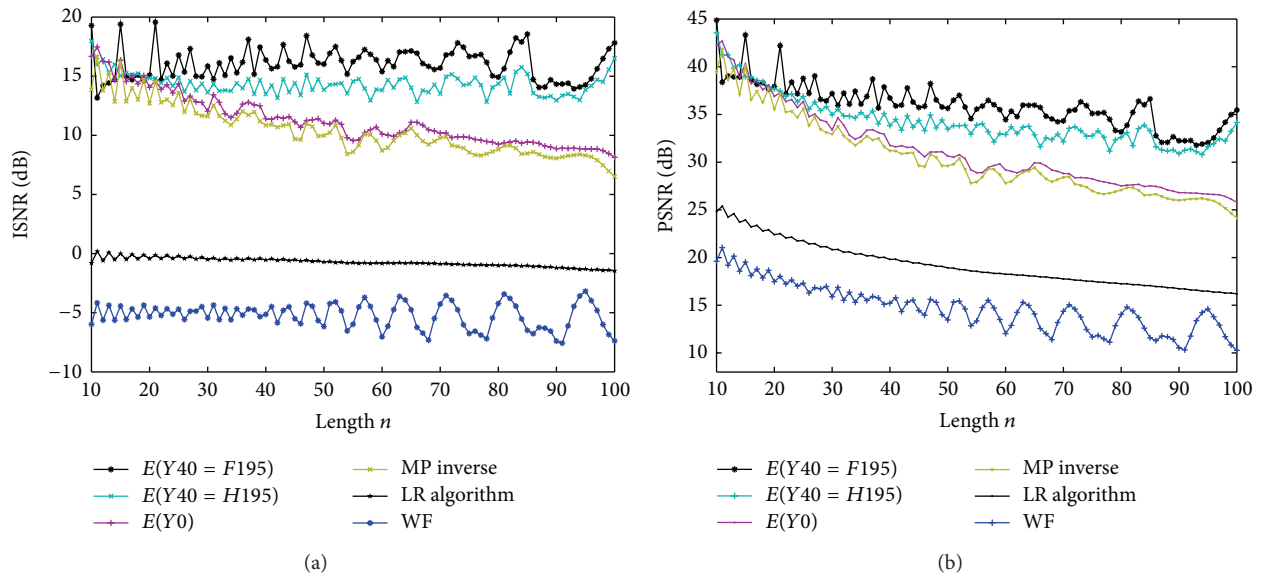 20
15
10
5
0
−5
−10
ISNR (dB)
10 20 30 40 50 60 70 80 90 100
Length n
E(Y40 = F195)
E(Y40 = H195)
E(Y0)
MP inverse
LR algorithm
WF
(a)
45
40
35
30
25
20
15
10
PSNR (dB)
10 20 30 40 50 60 70 80 90 100
Length n
E(Y40 = F195)
E(Y40 = H195)
E(Y0)
MP inverse
LR algorithm
WF
(b)